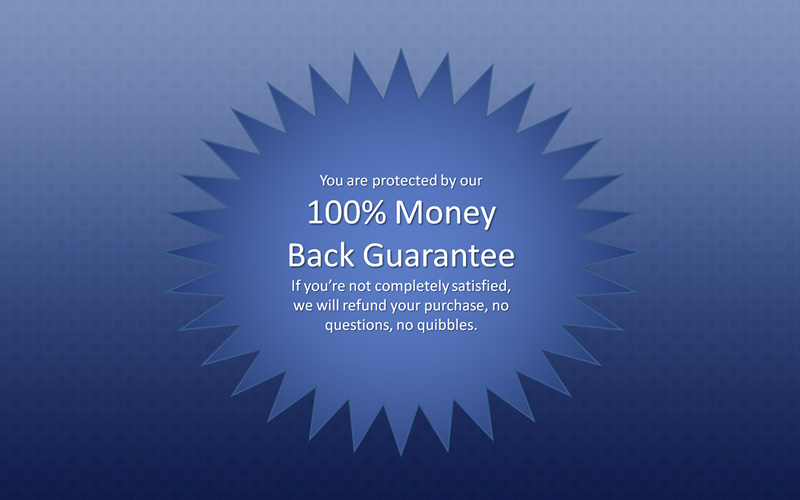 You are protected by our
100% Money
Back Guarantee
If you’re not completely satisfied,
we will refund your purchase, no
questions, no quibbles.